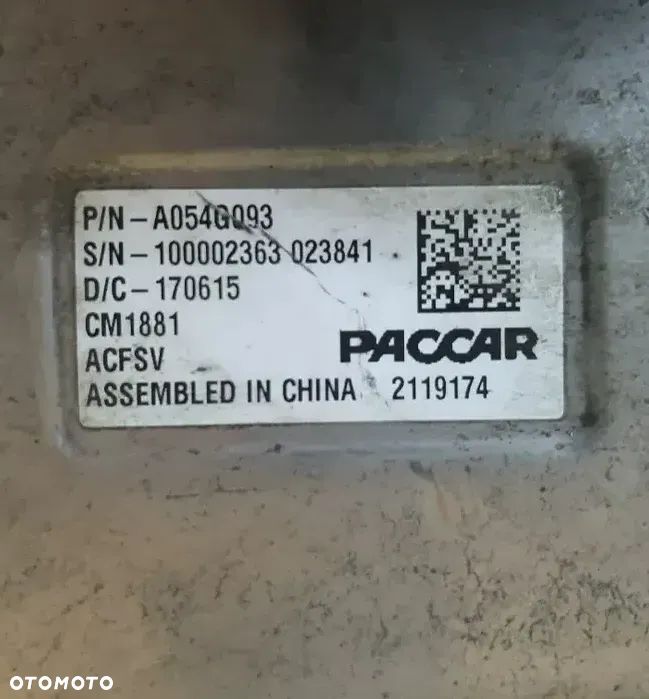 P/N-A054G093
S/N-100002363 023841
D/C-170615
CM1881
ACFSV
PACCAR
ASSEMBLED IN CHINA 2119174
OTOMOTO